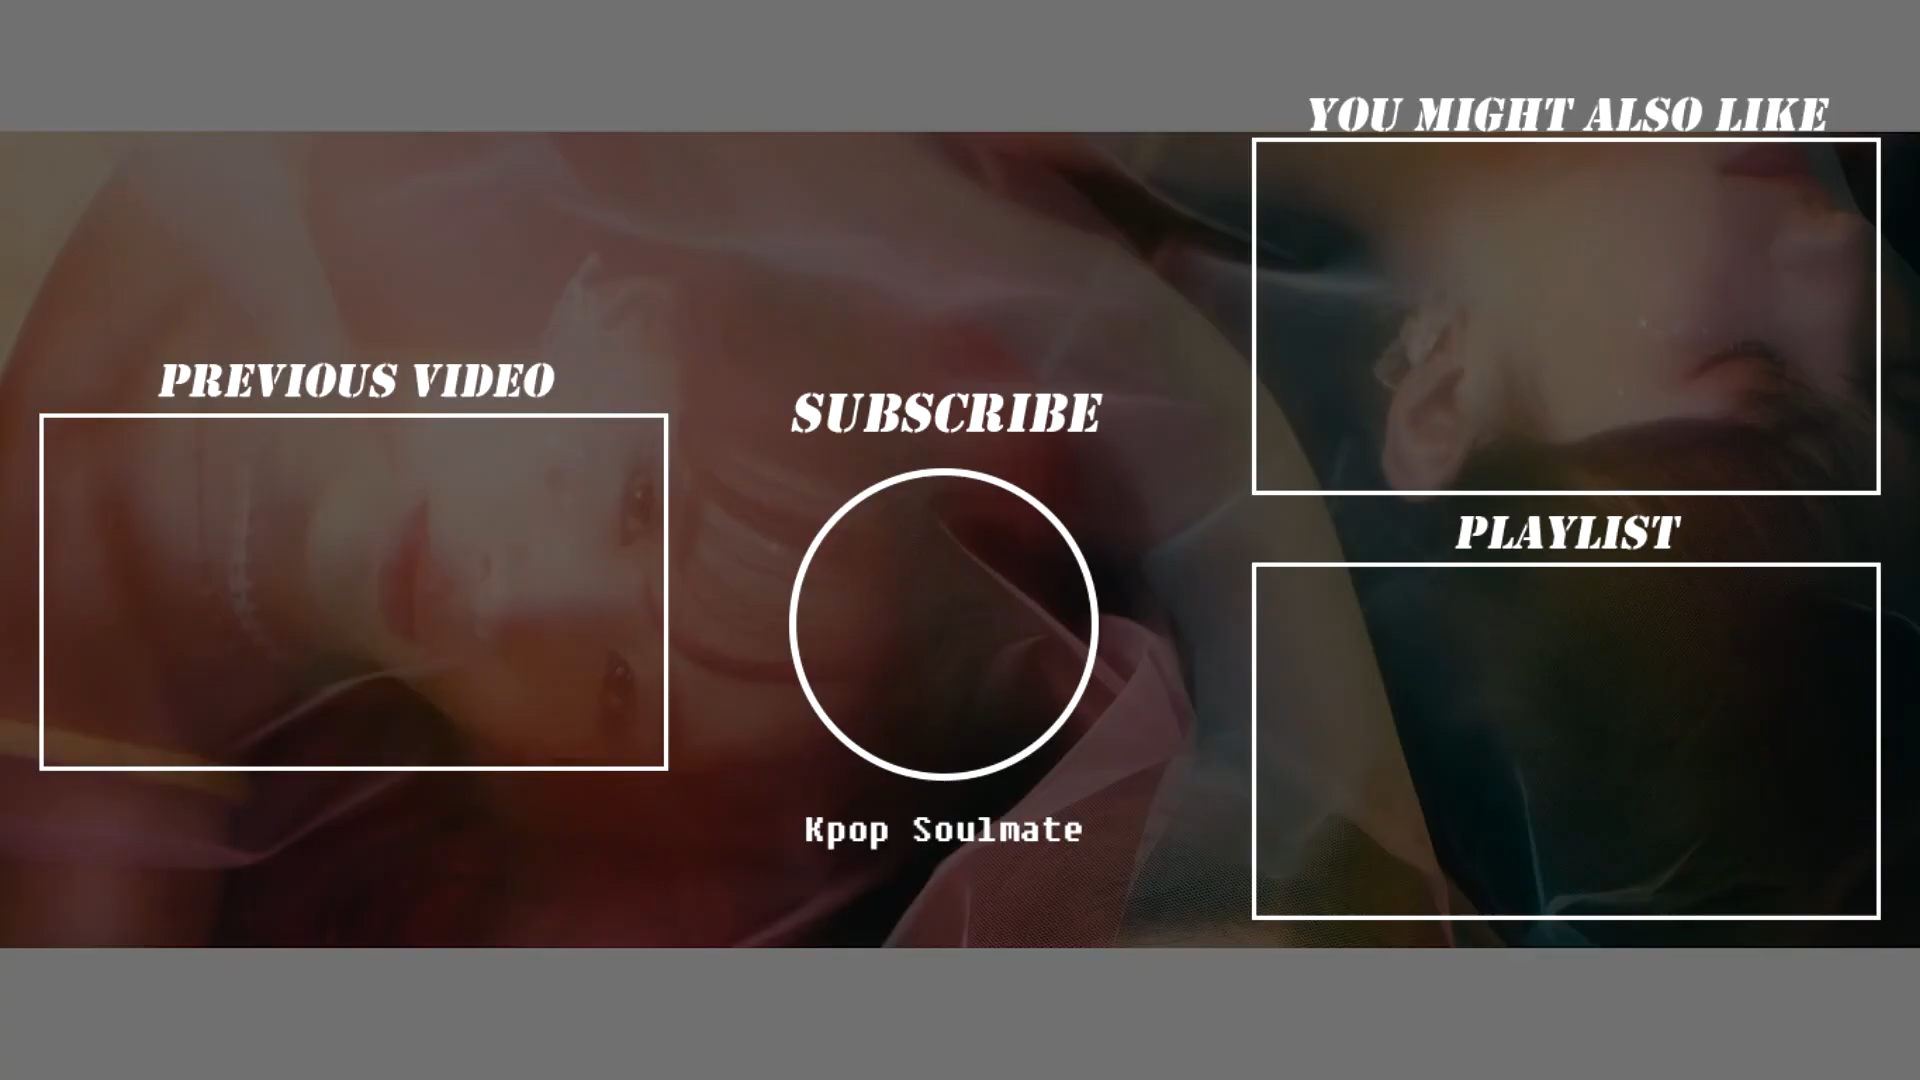 YOU MIGHT ALSO LIKE
PREVIOUS VIDEO
SUBSCRIBE
PLAYLIST
Kpop Soulmate